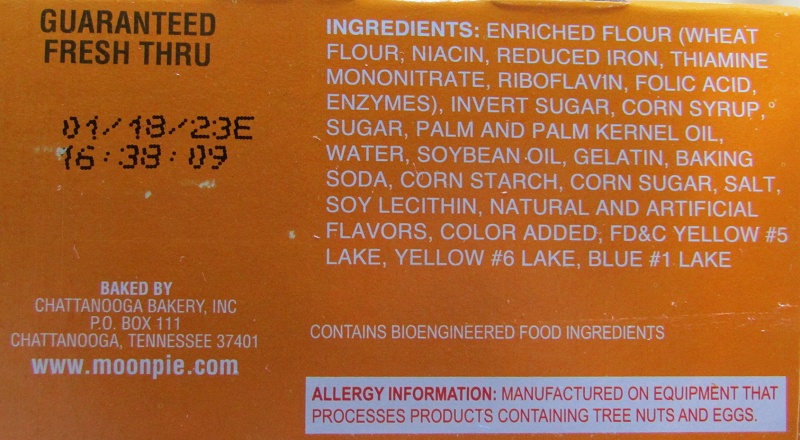 GUARANTEED
FRESH THRU
01/18/23E
16:38:09
BAKED BY
CHATTANOOGA BAKERY, INC
P.O. BOX 111
CHATTANOOGA, TENNESSEE 37401
www.moonpie.com
INGREDIENTS: ENRICHED FLOUR (WHEAT
FLOUR, NIACIN, REDUCED IRON, THIAMINE
MONONITRATE, RIBOFLAVIN, FOLIC ACID,
ENZYMES), INVERT SUGAR, CORN SYRUP,
SUGAR, PALM AND PALM KERNEL OIL,
WATER, SOYBEAN OIL, GELATIN, BAKING
SODA, CORN STARCH, CORN SUGAR, SALT,
SOY LECITHIN, NATURAL AND ARTIFICIAL
FLAVORS, COLOR ADDED, FD&C YELLOW #5
LAKE, YELLOW #6 LAKE, BLUE #1 LAKE
CONTAINS BIOENGINEERED FOOD INGREDIENTS
ALLERGY INFORMATION: MANUFACTURED ON EQUIPMENT THAT
PROCESSES PRODUCTS CONTAINING TREE NUTS AND EGGS.